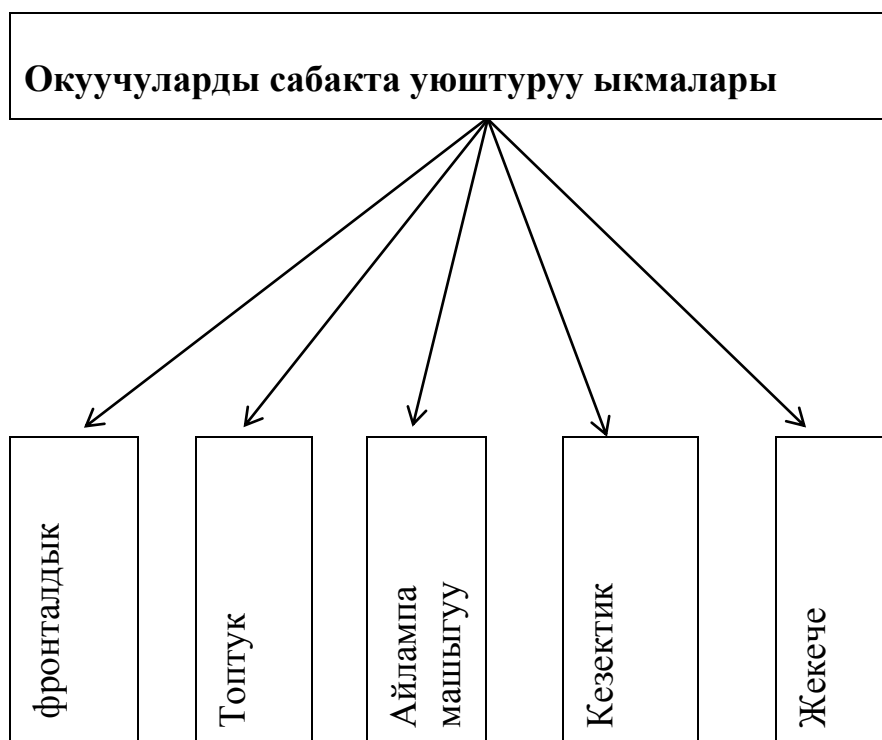 Окуучуларды сабакта уюштуруу ыкмалары
фронталдык
Топтук
Айлампа
машыгуу
Кезектик
Жекече